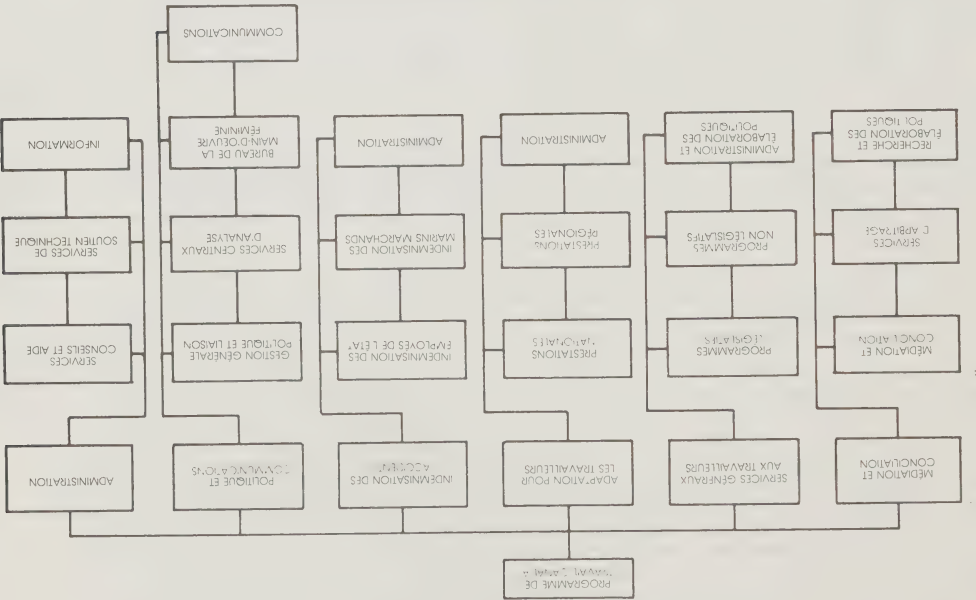 PROGRAMME DE
TRAVAIL CANADA
MÉDIATION ET
CONCILIATION
SERVICES GÉNÉRAUX
AUX TRAVAILLEURS
ADAPTATION POUR
LES TRAVAILLEURS
INDEMNISATION DES
POLITIQUE ET
COMMUNICATIONS
ADMINISTRATION
MÉDIATION ET
CONCILIATION
PROGRAMMES
LÉGISLATIFS
PRESTATIONS
NATIONALES
INDEMNISATION DES
EMPLOYÉS DE L'ÉTAT
GESTION GÉNÉRALE
POLITIQUE ET LIAISON
SERVICES
CONSEILS ET AIDE
SERVICES
D'ARBITRAGE
PROGRAMMES
NON LÉGISLATIFS
PRESTATIONS
RÉGIONALES
INDEMNISATION DES
MARINS MARCHANDS
SERVICES CENTRAUX
D'ANALYSE
SERVICES DE
SOUTIEN TECHNIQUE
RECHERCHE ET
ÉLABORATION DES
POLITIQUES
ADMINISTRATION ET
ÉLABORATION DES
POLITIQUES
ADMINISTRATION
ADMINISTRATION
BUREAU DE LA
MAIN-D'OEUVRE
FÉMININE
INFORMATION
COMMUNICATIONS